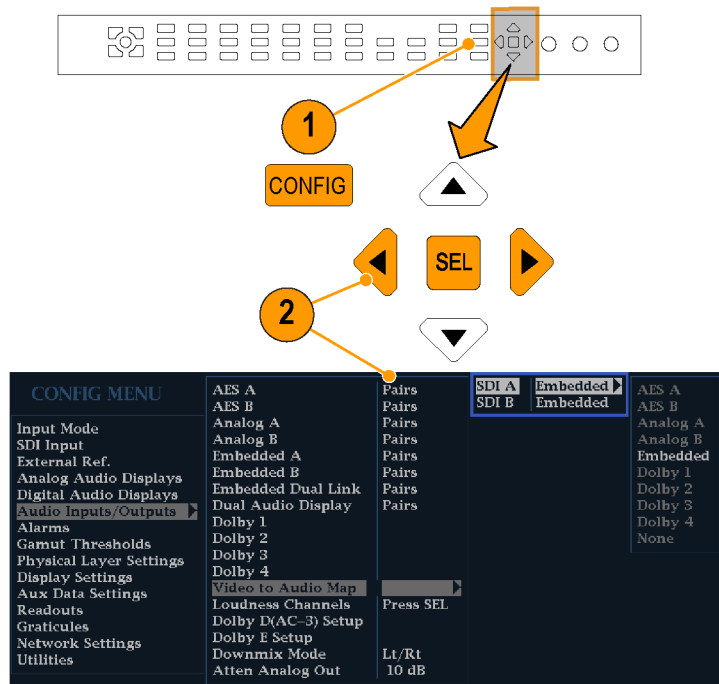 1
CONFIG
SEL
2
CONFIG MENU
Input Mode
SDI Input
External Ref.
Analog Audio Displays
Digital Audio Displays
Audio Inputs/Outputs
Alarms
Gamut Thresholds
Physical Layer Settings
Display Settings
Aux Data Settings
Readouts
Graticules
Network Settings
Utilities
AES A Pairs
AES B Pairs
Analog A Pairs
Analog B Pairs
Embedded A Pairs
Embedded B Pairs
Embedded Dual Link Pairs
Dual Audio Display Pairs
Dolby 1
Dolby 2
Dolby 3
Dolby 4
Video to Audio Map
Loudness Channels Press SEL
Dolby D(AC-3) Setup
Dolby E Setup
Downmix Mode Lt/Rt
Atten Analog Out 10 dB
SDI A Embedded
SDI B Embedded
AES A
AES B
Analog A
Analog B
Embedded
Dolby 1
Dolby 2
Dolby 3
Dolby 4
None